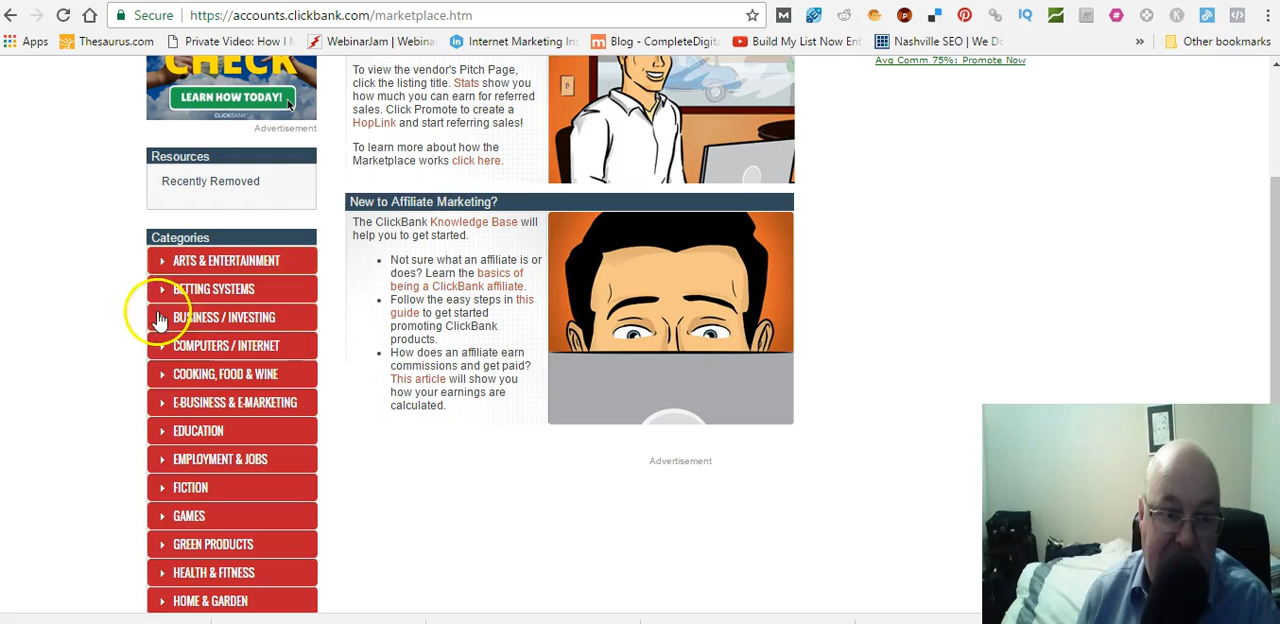 Secure
https://accounts.clickbank.com/marketplace.htm
Apps
Thesaurus.com
Private Video: How I M
WebinarJam | Webina
Internet Marketing In
Blog - CompleteDigita
Build My List Now Ent
Nashville SEO | We Do
»
Other bookmarks
CHECK
LEARN HOW TODAY!
CLICKBANK
Advertisement
Resources
Recently Removed
Categories
ARTS & ENTERTAINMENT
BETTING SYSTEMS
BUSINESS / INVESTING
COMPUTERS / INTERNET
COOKING, FOOD & WINE
E-BUSINESS & E-MARKETING
EDUCATION
EMPLOYMENT & JOBS
FICTION
GAMES
GREEN PRODUCTS
HEALTH & FITNESS
HOME & GARDEN
To view the vendor's Pitch Page,
click the listing title. Stats show you
how much you can earn for referred
sales. Click Promote to create a
HopLink and start referring sales!
To learn more about how the
Marketplace works click here.
New to Affiliate Marketing?
The ClickBank Knowledge Base will
help you to get started.
• Not sure what an affiliate is or
does? Learn the basics of
being a ClickBank affiliate.
• Follow the easy steps in this
guide to get started
promoting ClickBank
products.
• How does an affiliate earn
commissions and get paid?
This article will show you
how your earnings are
calculated.
Advertisement
Avg Comm 75%: Promote Now